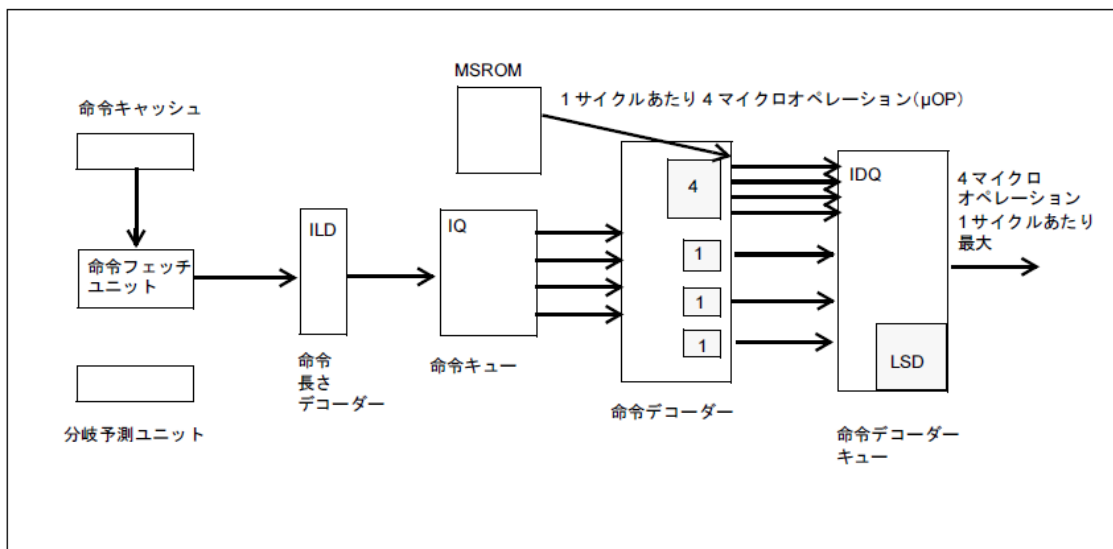 MSROM
1サイクルあたり4マイクロオペレーション(µOP)
命令キャッシュ
命令フェッチ
ユニット
分岐予測ユニット
ILD
命令
長さ
デコーダー
IQ
命令キュー
4
1
1
1
命令デコーダー
IDQ
LSD
命令デコーダー
キュー
4マイクロ
オペレーション
1サイクルあたり
最大